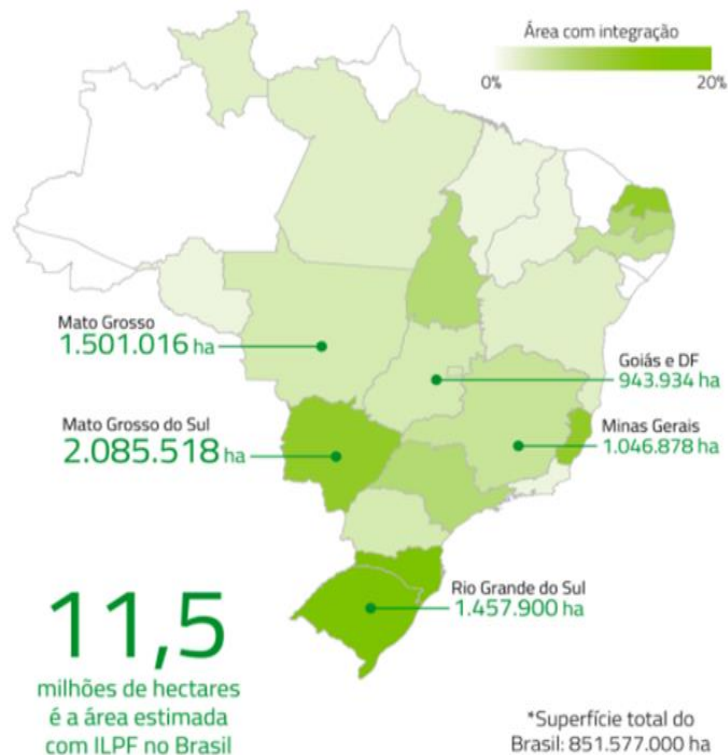 Área com integração
0% 20%
Mato Grosso
1.501.016 ha
Goiás e DF
943.934 ha
Mato Grosso do Sul
2.085.518 ha
Minas Gerais
1.046.878 ha
Rio Grande do Sul
1.457.900 ha
11,5
milhões de hectares
é a área estimada
com ILPF no Brasil
*Superfície total do
Brasil: 851.577.000 ha